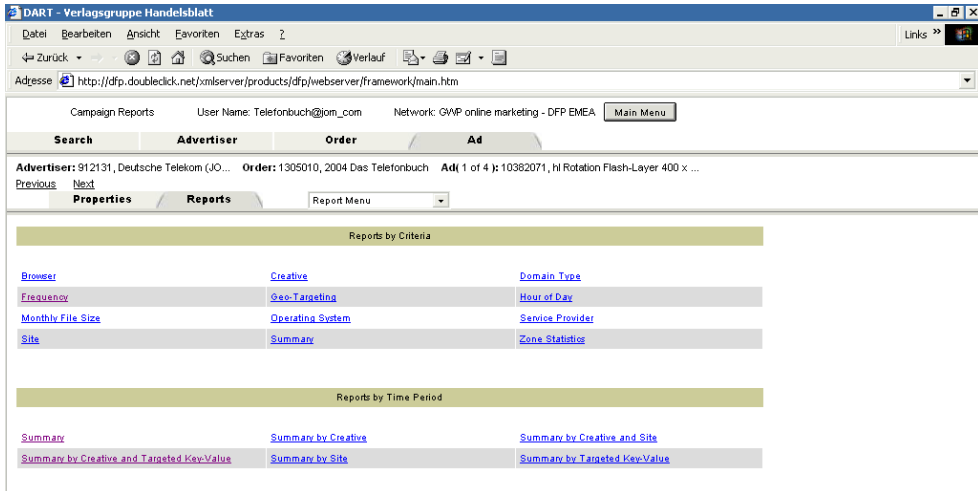 DART - Verlagsgruppe Handelsblatt
Datei Bearbeiten Ansicht Favoriten Extras ? Links »
Zurück Suchen Favoriten Verlauf
Adresse http://dfp.doubleclick.net/xmlserver/products/dfp/webserver/framework/main.htm
Campaign Reports User Name: Telefonbuch@jom_com Network: GWP online marketing - DFP EMEA Main Menu
Search Advertiser Order Ad
Advertiser: 912131, Deutsche Telekom (JO... Order: 1305010, 2004 Das Telefonbuch Ad( 1 of 4 ): 10382071, hl Rotation Flash-Layer 400 x ...
Previous Next
Properties Reports Report Menu
Reports by Criteria
Browser Creative Domain Type
Frequency Geo-Targeting Hour of Day
Monthly File Size Operating System Service Provider
Site Summary Zone Statistics
Reports by Time Period
Summary Summary by Creative Summary by Creative and Site
Summary by Creative and Targeted Key-Value Summary by Site Summary by Targeted Key-Value